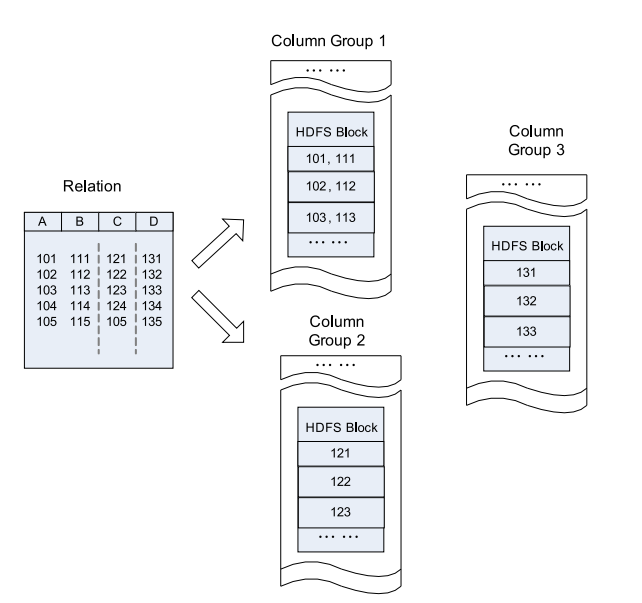 Column Group 1
... ...
HDFS Block
101, 111
102, 112
103, 113
... ...
Column
Group 3
... ...
HDFS Block
131
132
133
... ...
Relation
A B C D
101 111 121 131
102 112 122 132
103 113 123 133
104 114 124 134
105 115 105 135
Column
Group 2
... ...
HDFS Block
121
122
123
... ...